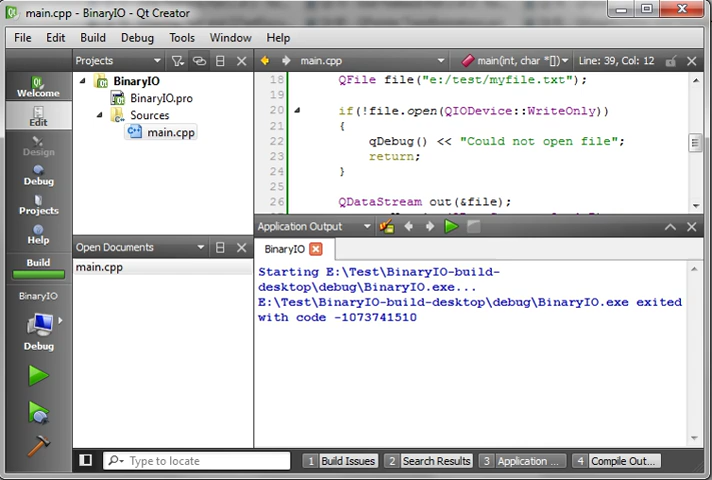 main.cpp - BinaryIO - Qt Creator
File Edit Build Debug Tools Window Help
Projects
main.cpp
main(int, char *[])
Line: 39, Col: 12
Welcome
Edit
Design
Debug
Projects
Help
Build
BinaryIO
Debug
BinaryIO
BinaryIO.pro
Sources
main.cpp
Open Documents
main.cpp
18 QFile file("e:/test/myfile.txt");
19
20 if(!file.open(QIODevice::WriteOnly))
21 {
22 qDebug() << "Could not open file";
23 return;
24 }
25
26 QDataStream out(&file);
Application Output
BinaryIO
Starting E:\Test\BinaryIO-build-
desktop\debug\BinaryIO.exe...
E:\Test\BinaryIO-build-desktop\debug\BinaryIO.exe exited
with code -1073741510
Type to locate
1 Build Issues 2 Search Results 3 Application ... 4 Compile Out...